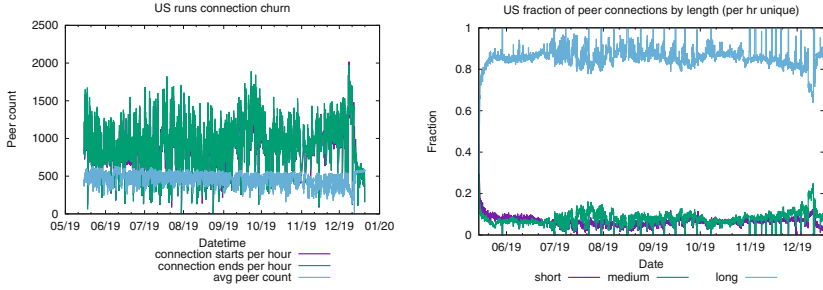 US runs connection churn
2500
2000
1500
1000
500
0
Peer count
05/19 06/19 07/19 08/19 09/19 10/19 11/19 12/19 01/20
Datetime
connection starts per hour
connection ends per hour
avg peer count
US fraction of peer connections by length (per hr unique)
1
0.8
0.6
0.4
0.2
0
Fraction
06/19 07/19 08/19 09/19 10/19 11/19 12/19
Date
short medium long